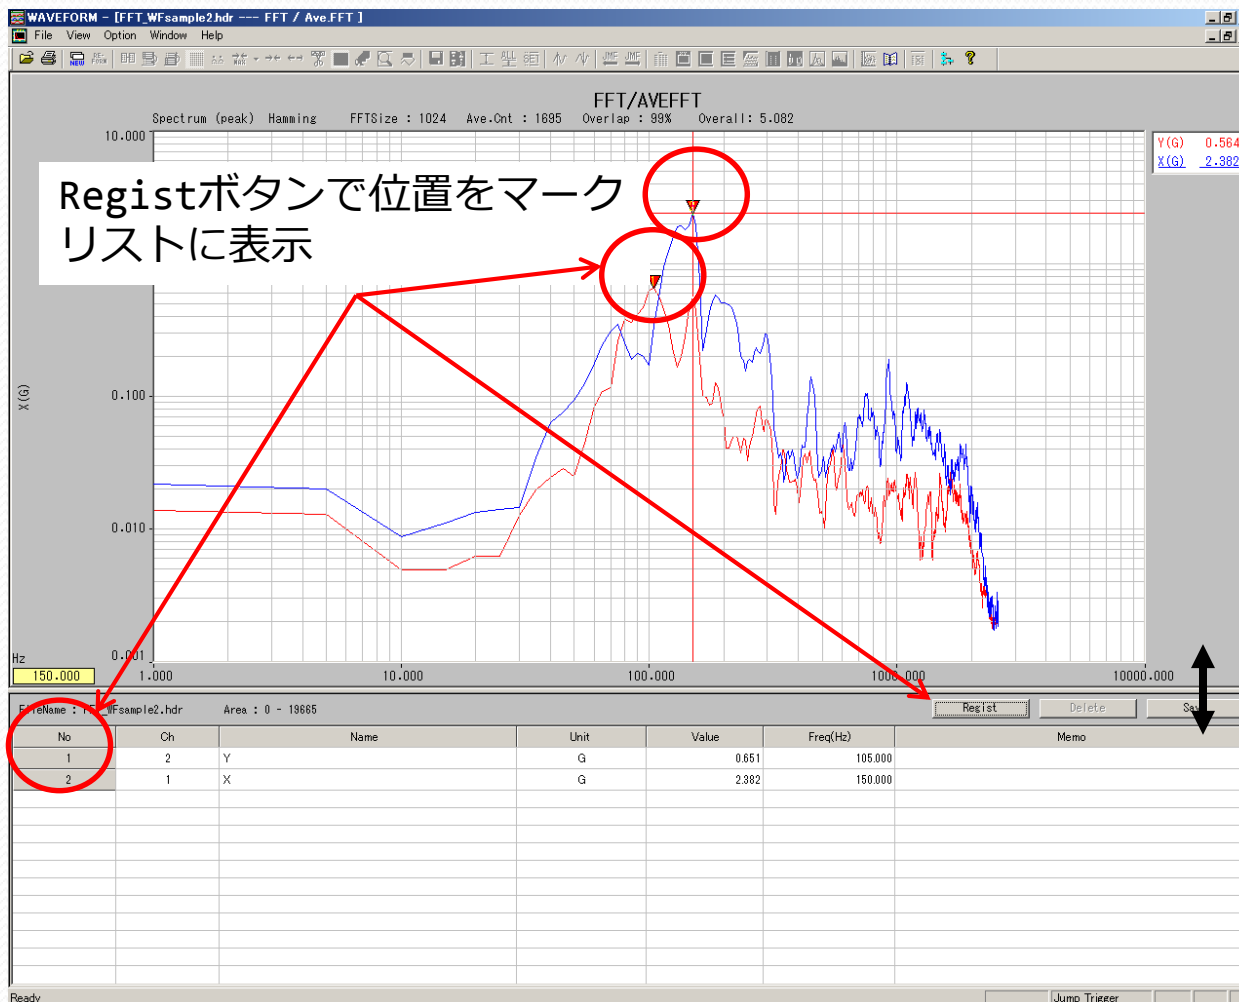 WAVEFORM - [FFT_WFsample2.hdr --- FFT / Ave.FFT ]
File View Option Window Help
FFT/AVEFFT
Spectrum (peak) Hamming FFTSize : 1024 Ave.Cnt : 1695 Overlap : 99% Overall: 5.082
10.000
Y(G) 0.564
X(G) 2.382
Registボタンで位置をマーク
リストに表示
0.100
X(G)
0.010
0.001
Hz
150.000
1.000 10.000 100.000 1000.000 10000.000
FileName : FFT_WFsample2.hdr Area : 0 - 19665 Regist Delete
No Ch Name Unit Value Freq(Hz) Memo
1 2 Y G 0.651 105.000
2 1 X G 2.382 150.000
Ready Jump Trigger